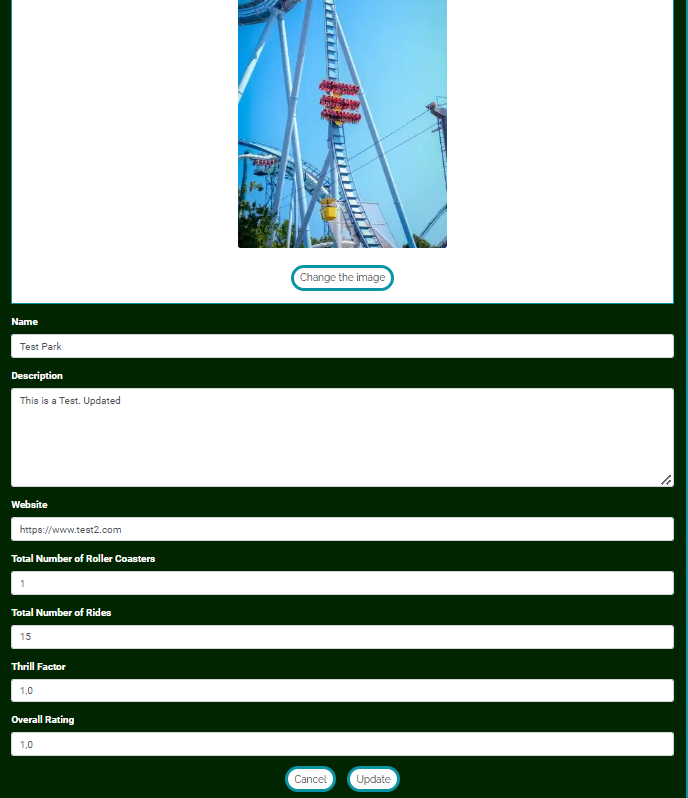 Change the image
Name
Test Park
Description
This is a Test. Updated
Website
https://www.test2.com
Total Number of Roller Coasters
1
Total Number of Rides
15
Thrill Factor
1,0
Overall Rating
1,0
Cancel Update